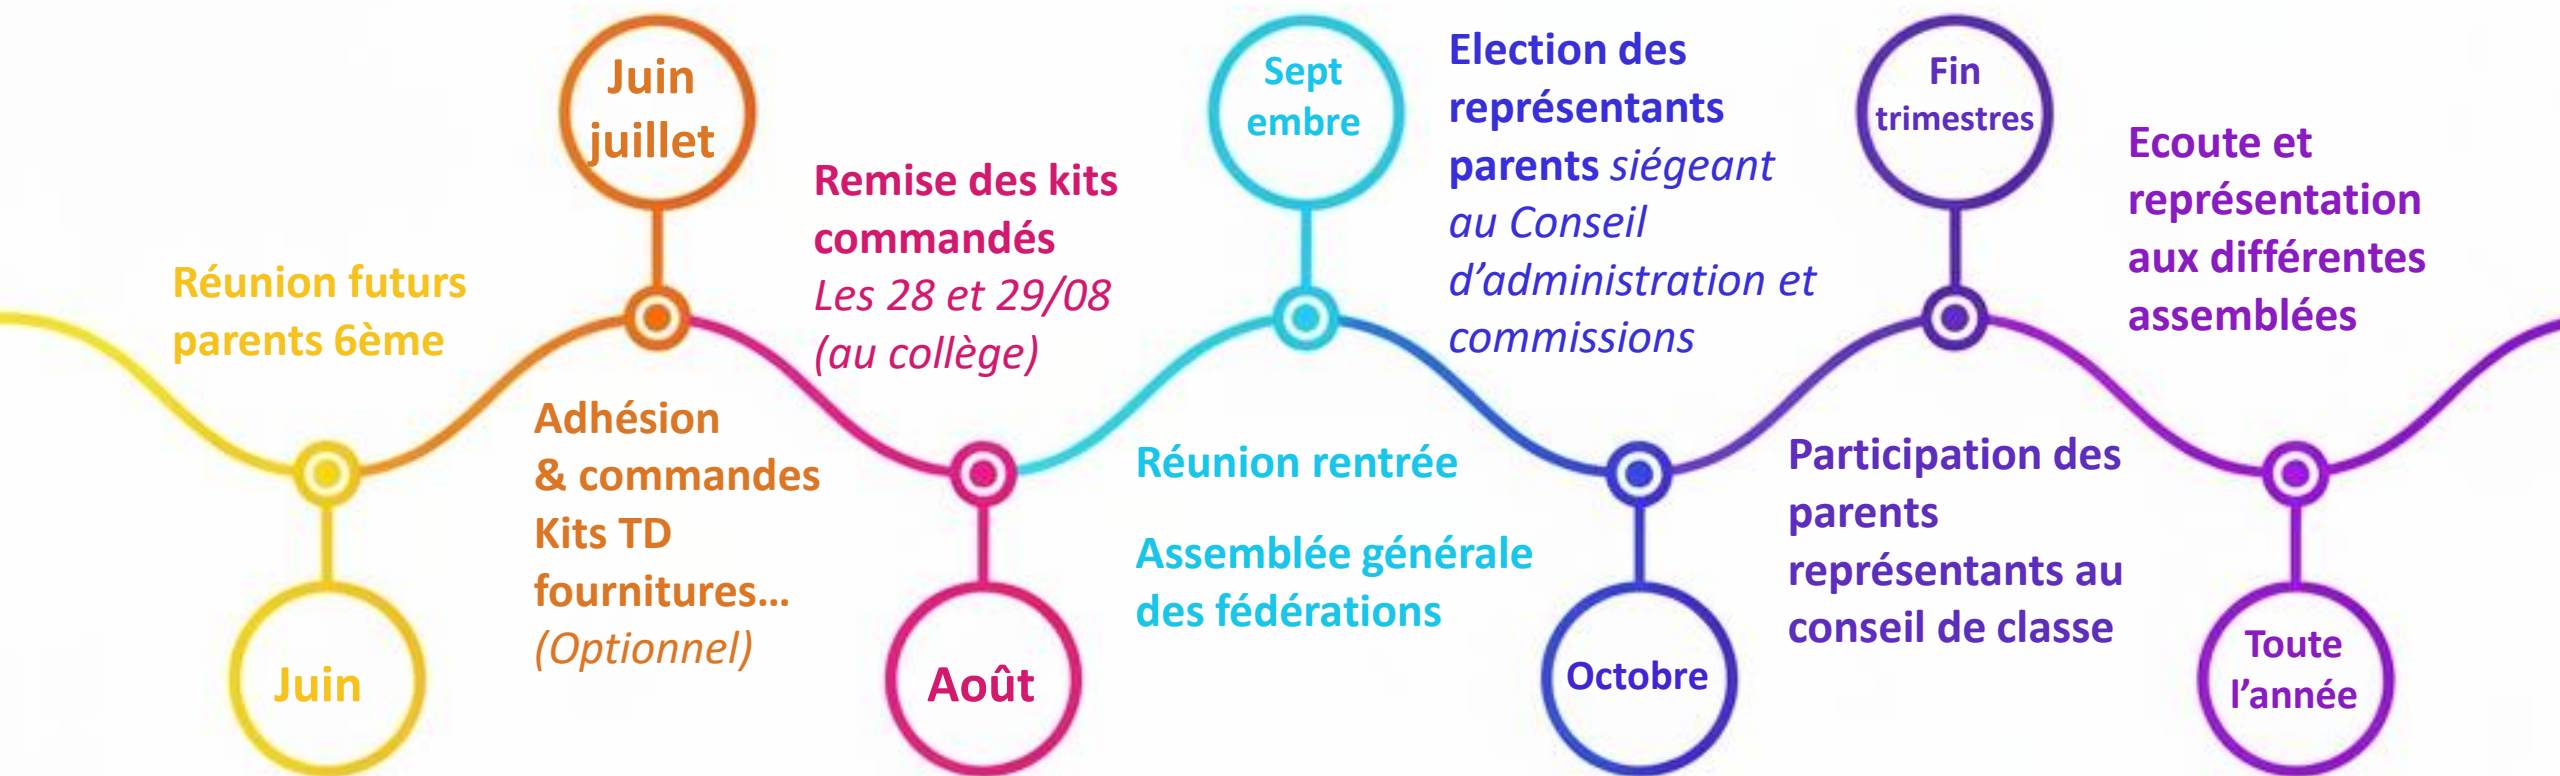 Réunion futurs
parents 6ème
Juin
Juin
juillet
Adhésion
& commandes
Kits TD
fournitures...
(Optionnel)
Remise des kits
commandés
Les 28 et 29/08
(au collège)
Août
Sept
embre
Réunion rentrée
Assemblée générale
des fédérations
Election des
représentants
parents siégeant
au Conseil
d’administration et
commissions
Octobre
Fin
trimestres
Participation des
parents
représentants au
conseil de classe
Ecoute et
représentation
aux différentes
assemblées
Toute
l’année